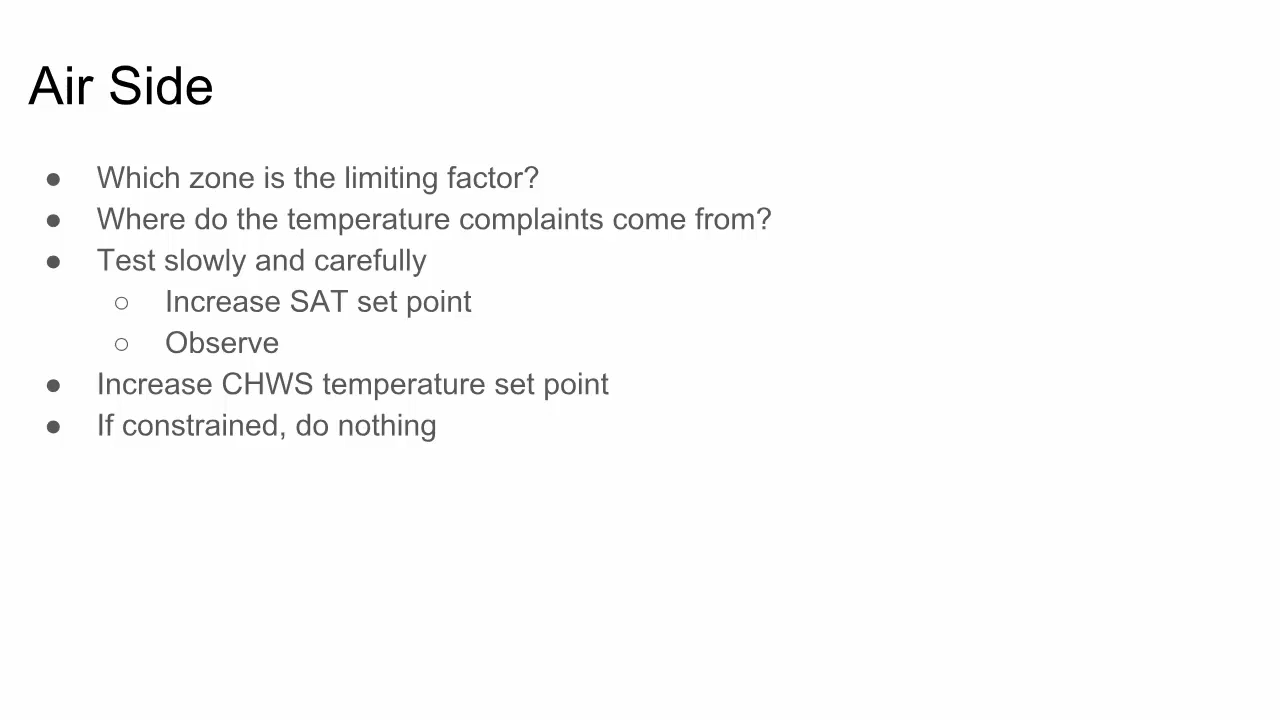 Air Side
● Which zone is the limiting factor?
● Where do the temperature complaints come from?
● Test slowly and carefully
○ Increase SAT set point
○ Observe
● Increase CHWS temperature set point
● If constrained, do nothing